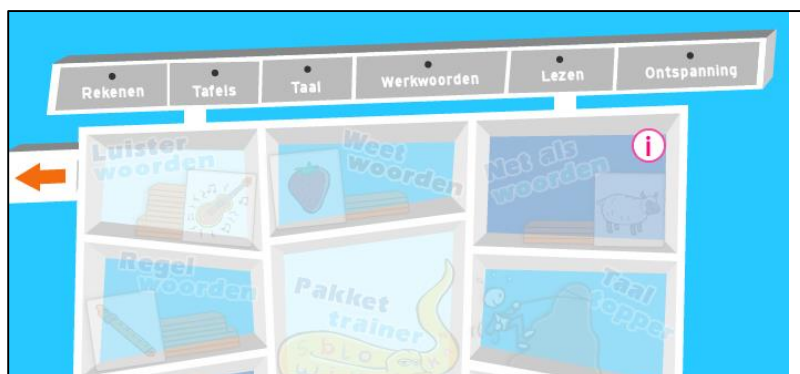 Rekenen
Tafels
Taal
Werkwoorden
Lezen
Ontspanning
Luister
woorden
Weet
woorden
Net als
woorden
i
Regel
woorden
Pakket
trainer
Taal
topper